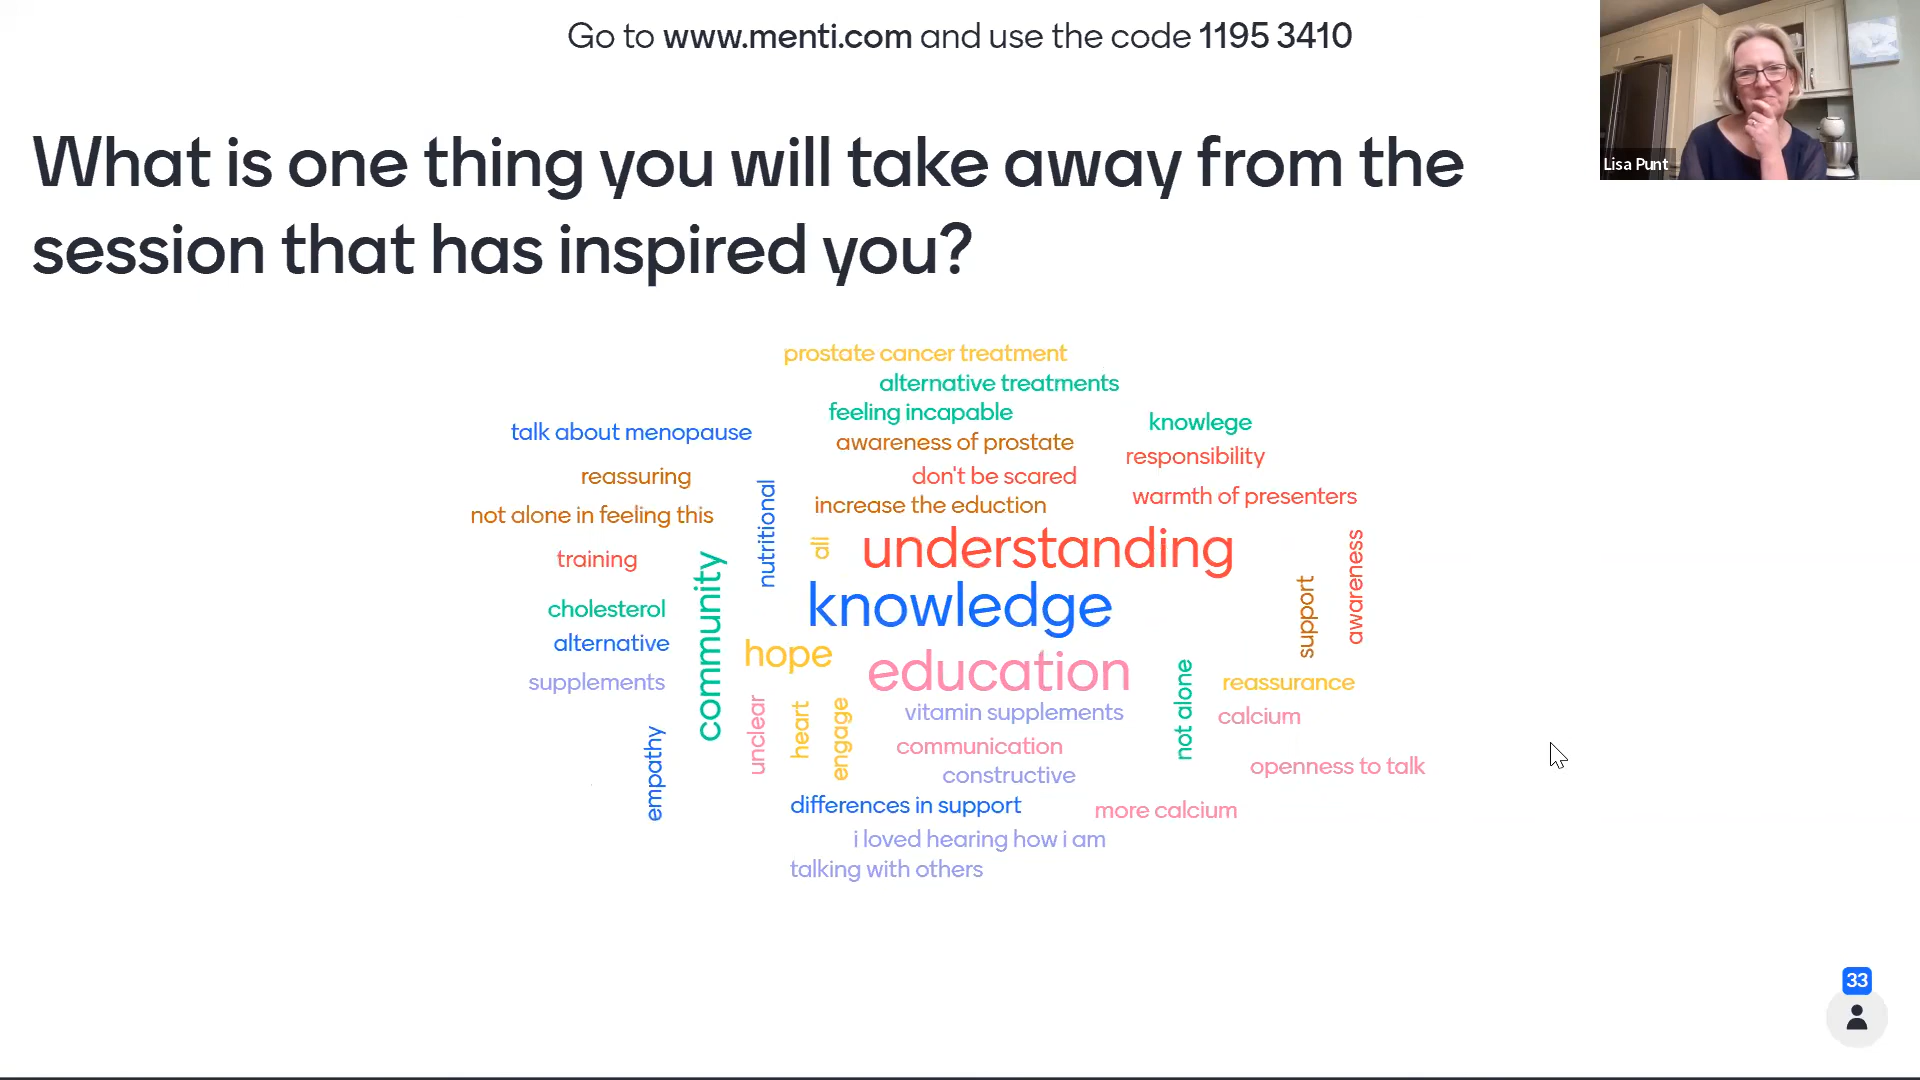 Go to www.menti.com and use the code 1195 3410
Lisa Punt
What is one thing you will take away from the
session that has inspired you?
prostate cancer treatment
alternative treatments
feeling incapable
knowlege
talk about menopause
awareness of prostate
responsibility
reassuring
don't be scared
warmth of presenters
nutritional
increase the eduction
not alone in feeling this
all
understanding
awareness
training
community
support
knowledge
cholesterol
alternative
hope
education
not alone
supplements
reassurance
unclear
heart
engage
vitamin supplements
calcium
empathy
communication
openness to talk
constructive
differences in support
more calcium
i loved hearing how i am
talking with others
33